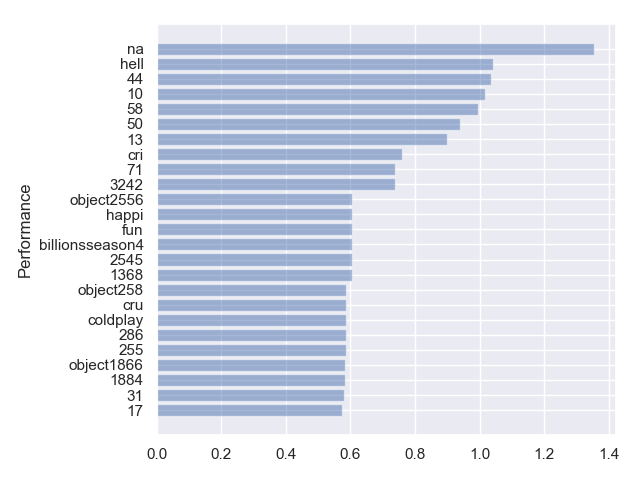 na
hell
44
10
58
50
13
cri
71
3242
object2556
happi
fun
billionsseason4
2545
1368
object258
cru
coldplay
286
255
object1866
1884
31
17
Performance
0.0 0.2 0.4 0.6 0.8 1.0 1.2 1.4